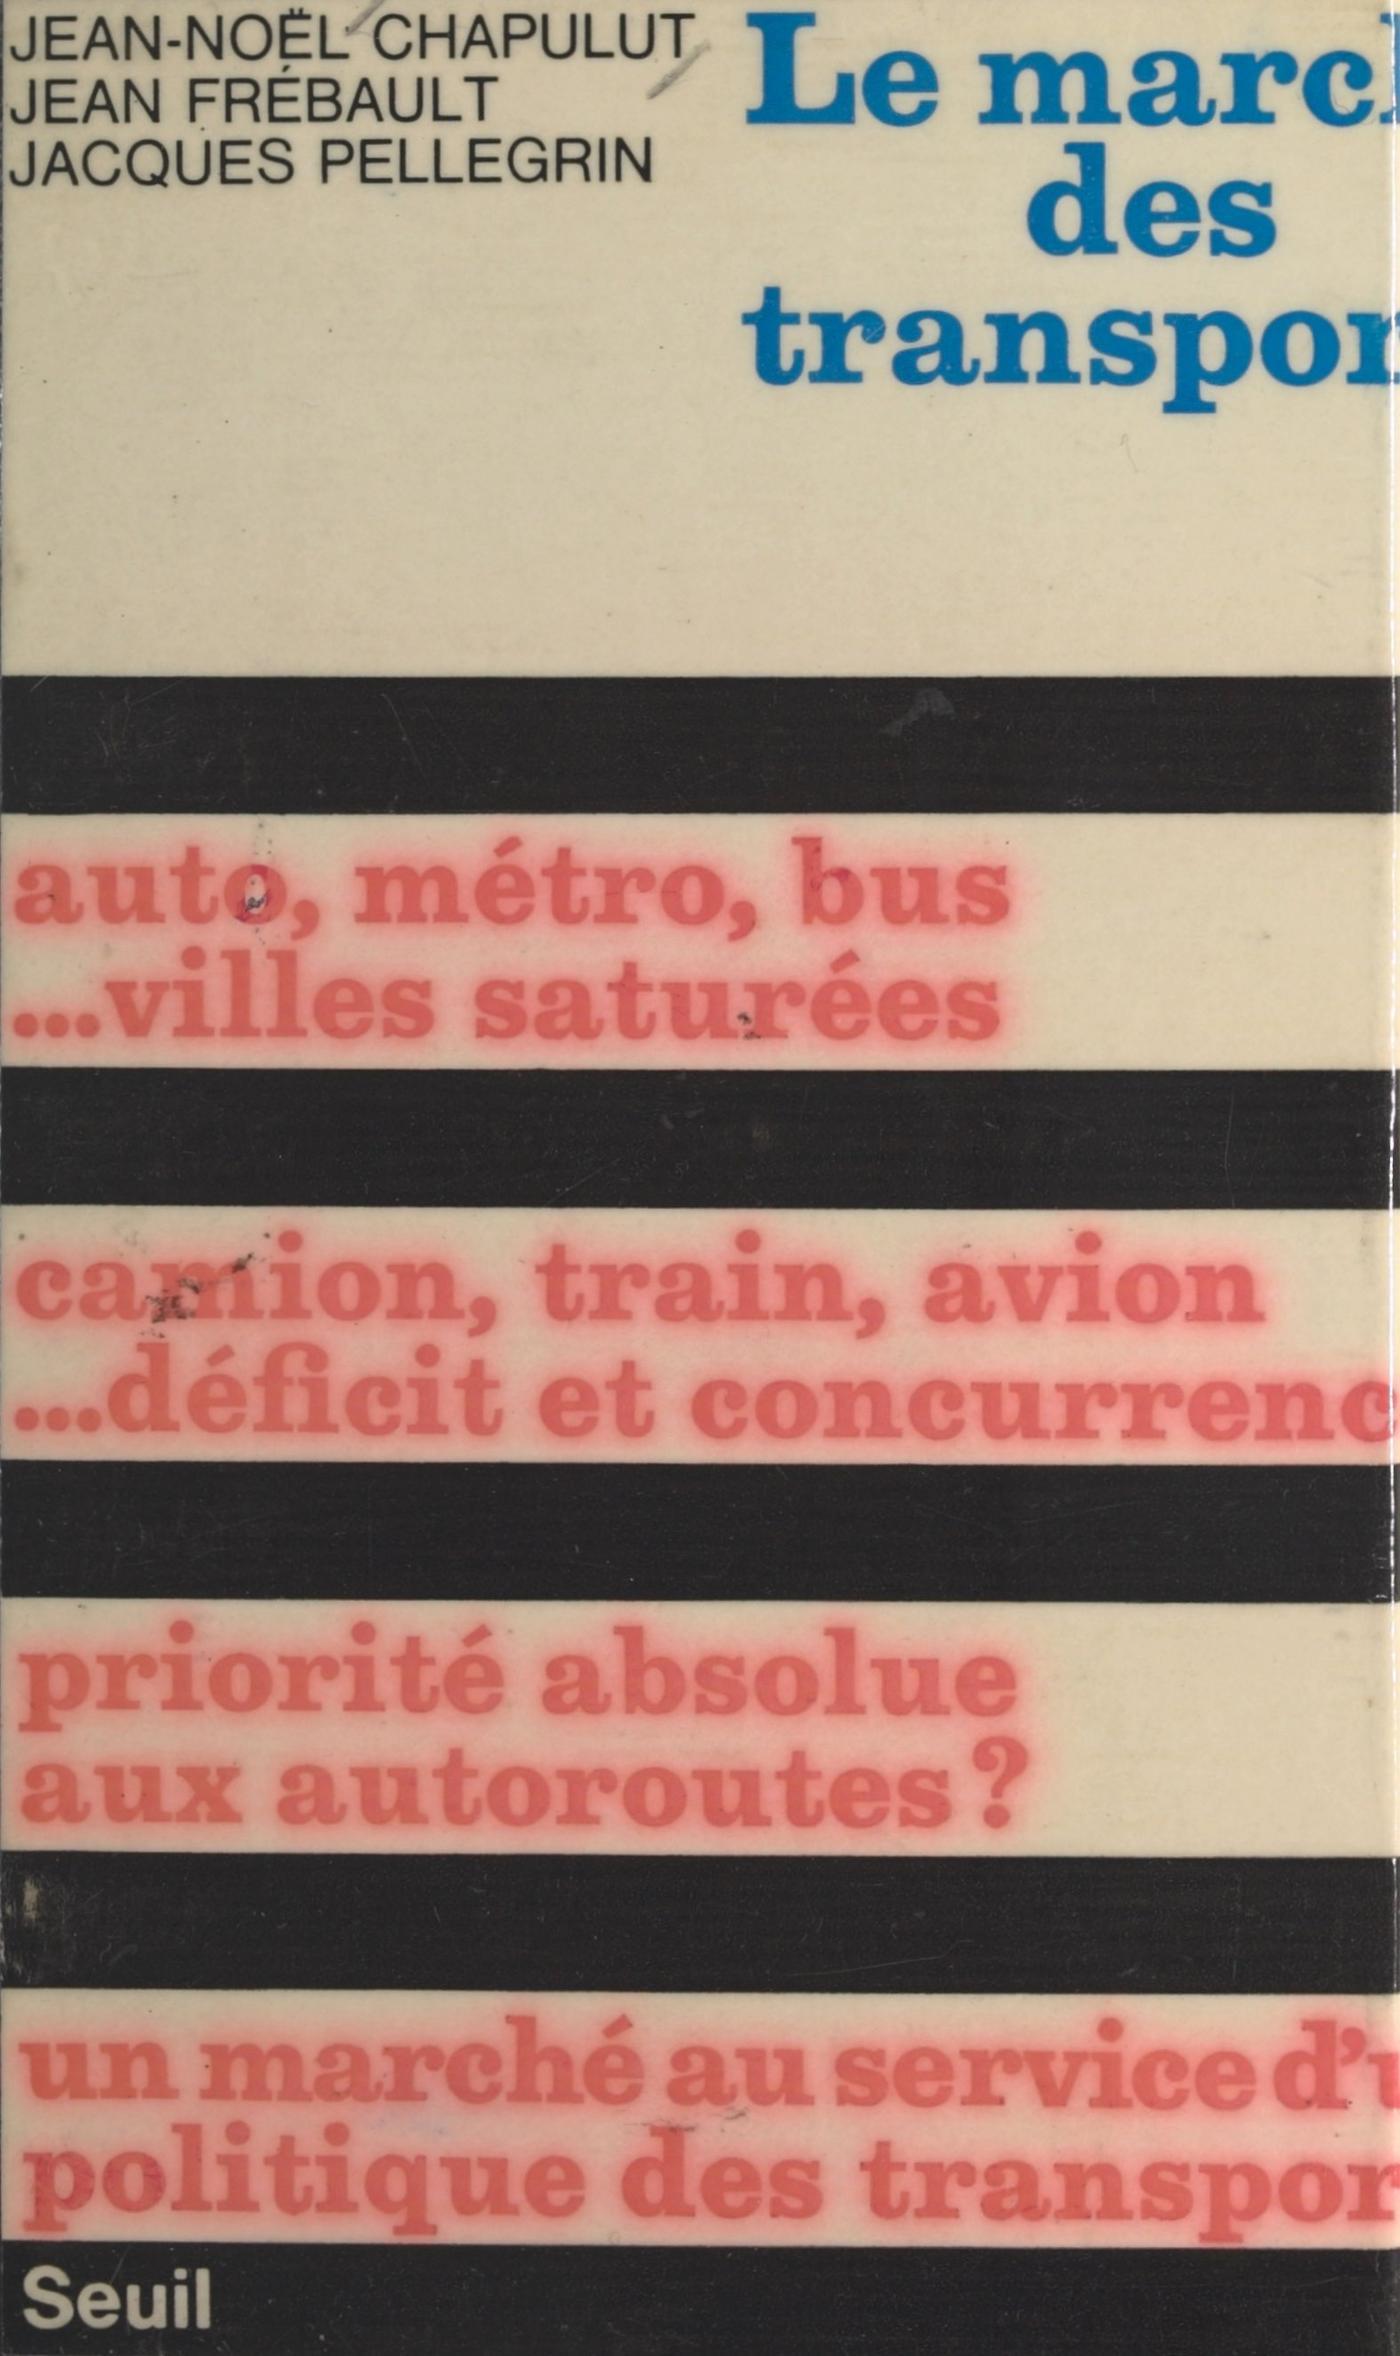 JEAN-NOËL CHAPULUT
JEAN FRÉBAULT
JACQUES PELLEGRIN
Le marc
des
transpor
auto, métro, bus
...villes saturées
camion, train, avion
...déficit et concurrenc
priorité absolue
aux autoroutes ?
un marché au service d'u
politique des transpor
Seuil